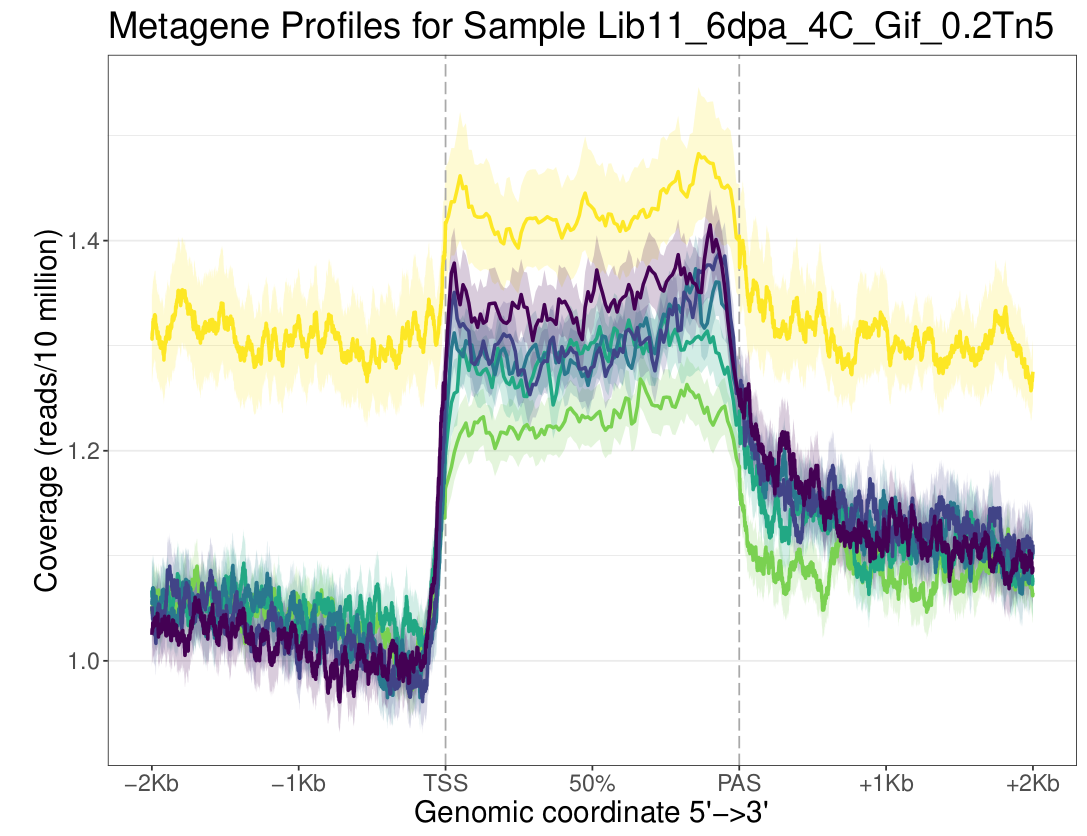 Metagene Profiles for Sample Lib11_6dpa_4C_Gif_0.2Tn5
Coverage (reads/10 million)
1.4
1.2
1.0
−2Kb −1Kb TSS 50% PAS +1Kb +2Kb
Genomic coordinate 5'−>3'